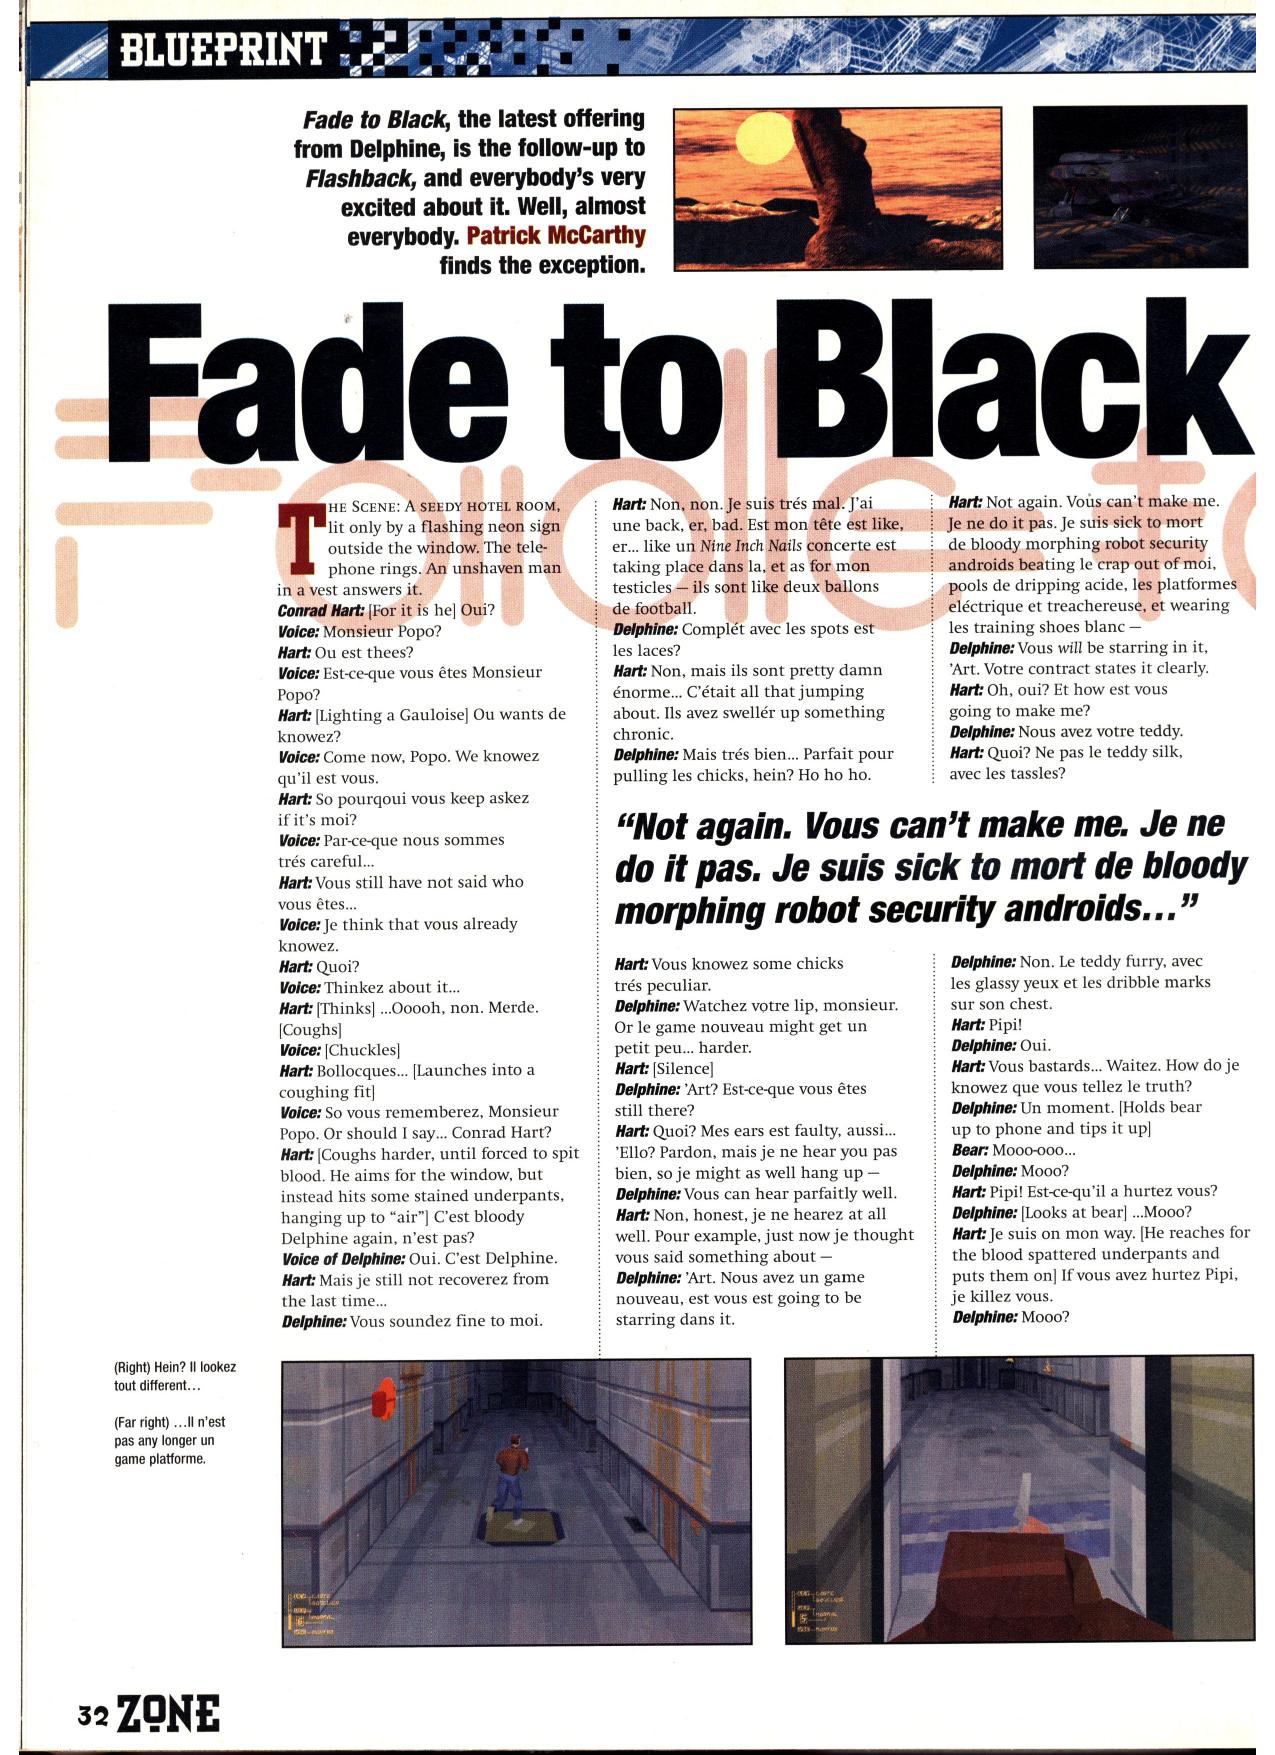 BLUEPRINT
Fade to Black, the latest offering
from Delphine, is the follow-up to
Flashback, and everybody's very
excited about it. Well, almost
everybody. Patrick McCarthy
finds the exception.
Fade to Black
THE SCENE: A SEEDY HOTEL ROOM,
lit only by a flashing neon sign
outside the window. The tele-
phone rings. An unshaven man
in a vest answers it.
Conrad Hart: [For it is he] Oui?
Voice: Monsieur Popo?
Hart: Ou est thees?
Voice: Est-ce-que vous êtes Monsieur
Popo?
Hart: [Lighting a Gauloise] Ou wants de
knowez?
Voice: Come now, Popo. We knowez
qu'il est vous.
Hart: So pourqoui vous keep askez
if it's moi?
Voice: Par-ce-que nous sommes
trés careful...
Hart: Vous still have not said who
vous êtes...
Voice: Je think that vous already
knowez.
Hart: Quoi?
Voice: Thinkez about it...
Hart: [Thinks] ...Ooooh, non. Merde.
[Coughs]
Voice: [Chuckles]
Hart: Bollocques... [Launches into a
coughing fit]
Voice: So vous rememberez, Monsieur
Popo. Or should I say... Conrad Hart?
Hart: [Coughs harder, until forced to spit
blood. He aims for the window, but
instead hits some stained underpants,
hanging up to “air”] C'est bloody
Delphine again, n'est pas?
Voice of Delphine: Oui. C'est Delphine.
Hart: Mais je still not recoverez from
the last time...
Delphine: Vous soundez fine to moi.
Hart: Non, non. Je suis trés mal. J'ai
une back, er, bad. Est mon tête est like,
er... like un Nine Inch Nails concerte est
taking place dans la, et as for mon
testicles — ils sont like deux ballons
de football.
Delphine: Complét avec les spots est
les laces?
Hart: Non, mais ils sont pretty damn
énorme... C'était all that jumping
about. Ils avez swellér up something
chronic.
Delphine: Mais trés bien... Parfait pour
pulling les chicks, hein? Ho ho ho.
Hart: Not again. Vous can't make me.
Je ne do it pas. Je suis sick to mort
de bloody morphing robot security
androids beating le crap out of moi,
pools de dripping acide, les platformes
eléctrique et treachereuse, et wearing
les training shoes blanc —
Delphine: Vous will be starring in it,
'Art. Votre contract states it clearly.
Hart: Oh, oui? Et how est vous
going to make me?
Delphine: Nous avez votre teddy.
Hart: Quoi? Ne pas le teddy silk,
avec les tassles?
“Not again. Vous can't make me. Je ne
do it pas. Je suis sick to mort de bloody
morphing robot security androids...”
Hart: Vous knowez some chicks
trés peculiar.
Delphine: Watchez votre lip, monsieur.
Or le game nouveau might get un
petit peu... harder.
Hart: [Silence]
Delphine: 'Art? Est-ce-que vous êtes
still there?
Hart: Quoi? Mes ears est faulty, aussi...
'Ello? Pardon, mais je ne hear you pas
bien, so je might as well hang up —
Delphine: Vous can hear parfaitly well.
Hart: Non, honest, je ne hearez at all
well. Pour example, just now je thought
vous said something about —
Delphine: 'Art. Nous avez un game
nouveau, est vous est going to be
starring dans it.
Delphine: Non. Le teddy furry, avec
les glassy yeux et les dribble marks
sur son chest.
Hart: Pipi!
Delphine: Oui.
Hart: Vous bastards... Waitez. How do je
knowez que vous tellez le truth?
Delphine: Un moment. [Holds bear
up to phone and tips it up]
Bear: Mooo-ooo...
Delphine: Mooo?
Hart: Pipi! Est-ce-qu'il a hurtez vous?
Delphine: [Looks at bear] ...Mooo?
Hart: Je suis on mon way. [He reaches for
the blood spattered underpants and
puts them on] If vous avez hurtez Pipi,
je killez vous.
Delphine: Mooo?
(Right) Hein? Il lookez
tout different...
(Far right) ...Il n'est
pas any longer un
game platforme.
32 ZONE